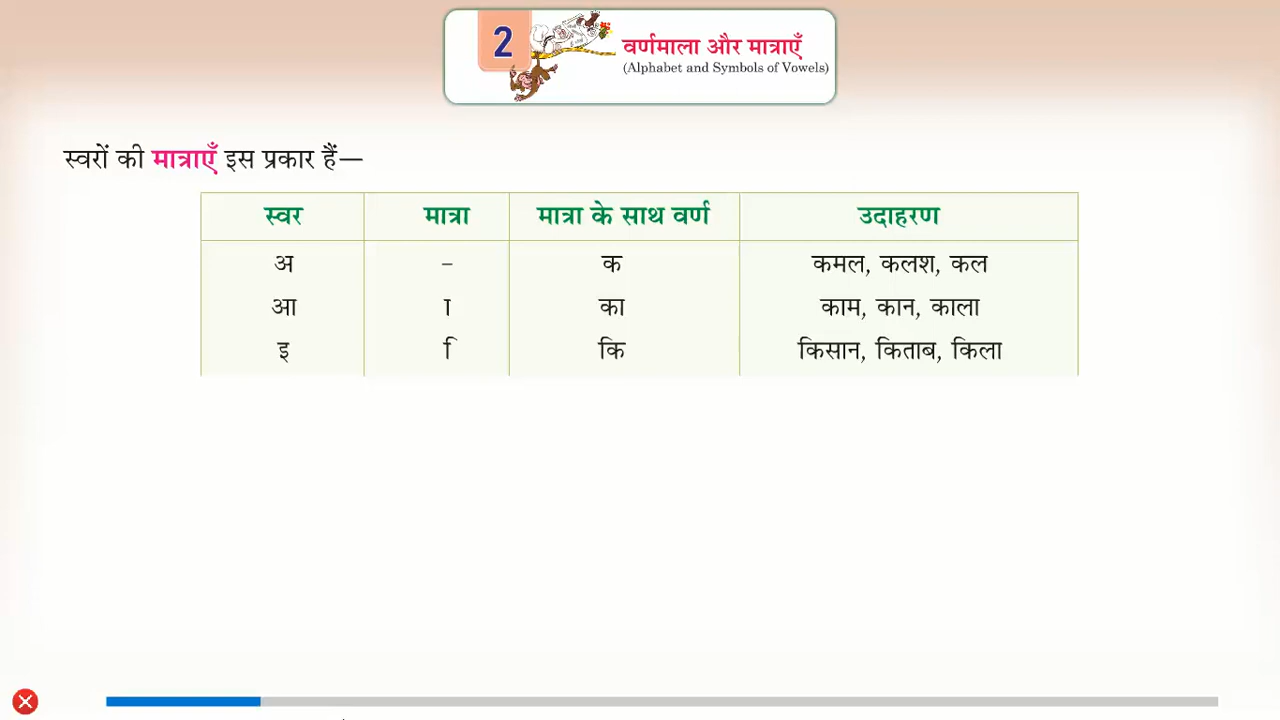 2
वर्णमाला और मात्राएँ
(Alphabet and Symbols of Vowels)
स्वरों की मात्राएँ इस प्रकार हैं—
स्वर मात्रा मात्रा के साथ वर्ण उदाहरण
अ - क कमल, कलश, कल
आ ा का काम, कान, काला
इ ि कि किसान, किताब, किला